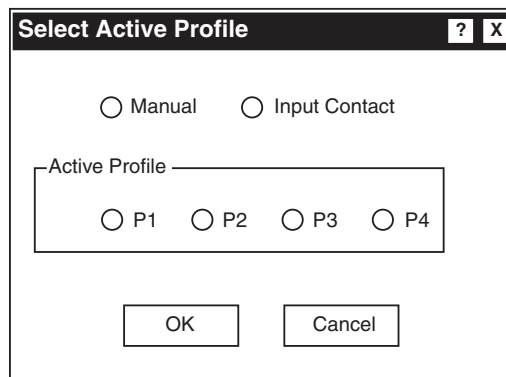 Select Active Profile ? X
Manual Input Contact
Active Profile
P1 P2 P3 P4
OK Cancel